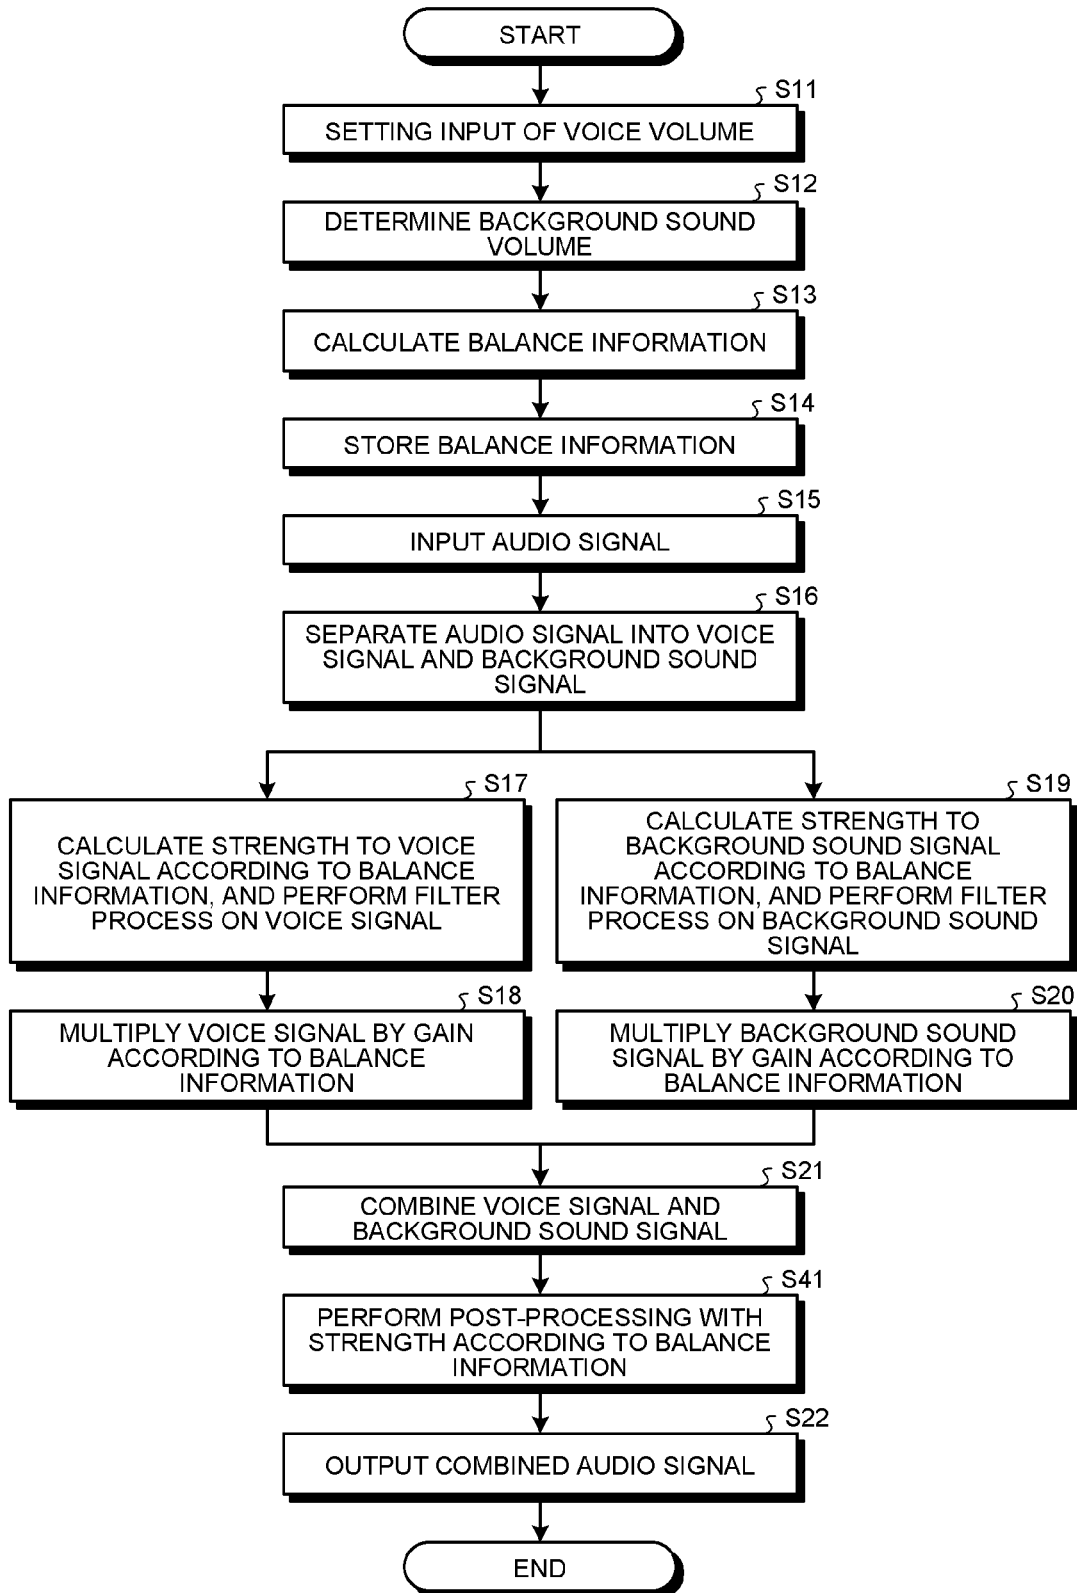 START
S11
SETTING INPUT OF VOICE VOLUME
S12
DETERMINE BACKGROUND SOUND
VOLUME
S13
CALCULATE BALANCE INFORMATION
S14
STORE BALANCE INFORMATION
S15
INPUT AUDIO SIGNAL
S16
SEPARATE AUDIO SIGNAL INTO VOICE
SIGNAL AND BACKGROUND SOUND
SIGNAL
S17
CALCULATE STRENGTH TO VOICE
SIGNAL ACCORDING TO BALANCE
INFORMATION, AND PERFORM FILTER
PROCESS ON VOICE SIGNAL
S19
CALCULATE STRENGTH TO
BACKGROUND SOUND SIGNAL
ACCORDING TO BALANCE
INFORMATION, AND PERFORM FILTER
PROCESS ON BACKGROUND SOUND
SIGNAL
S18
MULTIPLY VOICE SIGNAL BY GAIN
ACCORDING TO BALANCE
INFORMATION
S20
MULTIPLY BACKGROUND SOUND
SIGNAL BY GAIN ACCORDING TO
BALANCE INFORMATION
S21
COMBINE VOICE SIGNAL AND
BACKGROUND SOUND SIGNAL
S41
PERFORM POST-PROCESSING WITH
STRENGTH ACCORDING TO BALANCE
INFORMATION
S22
OUTPUT COMBINED AUDIO SIGNAL
END